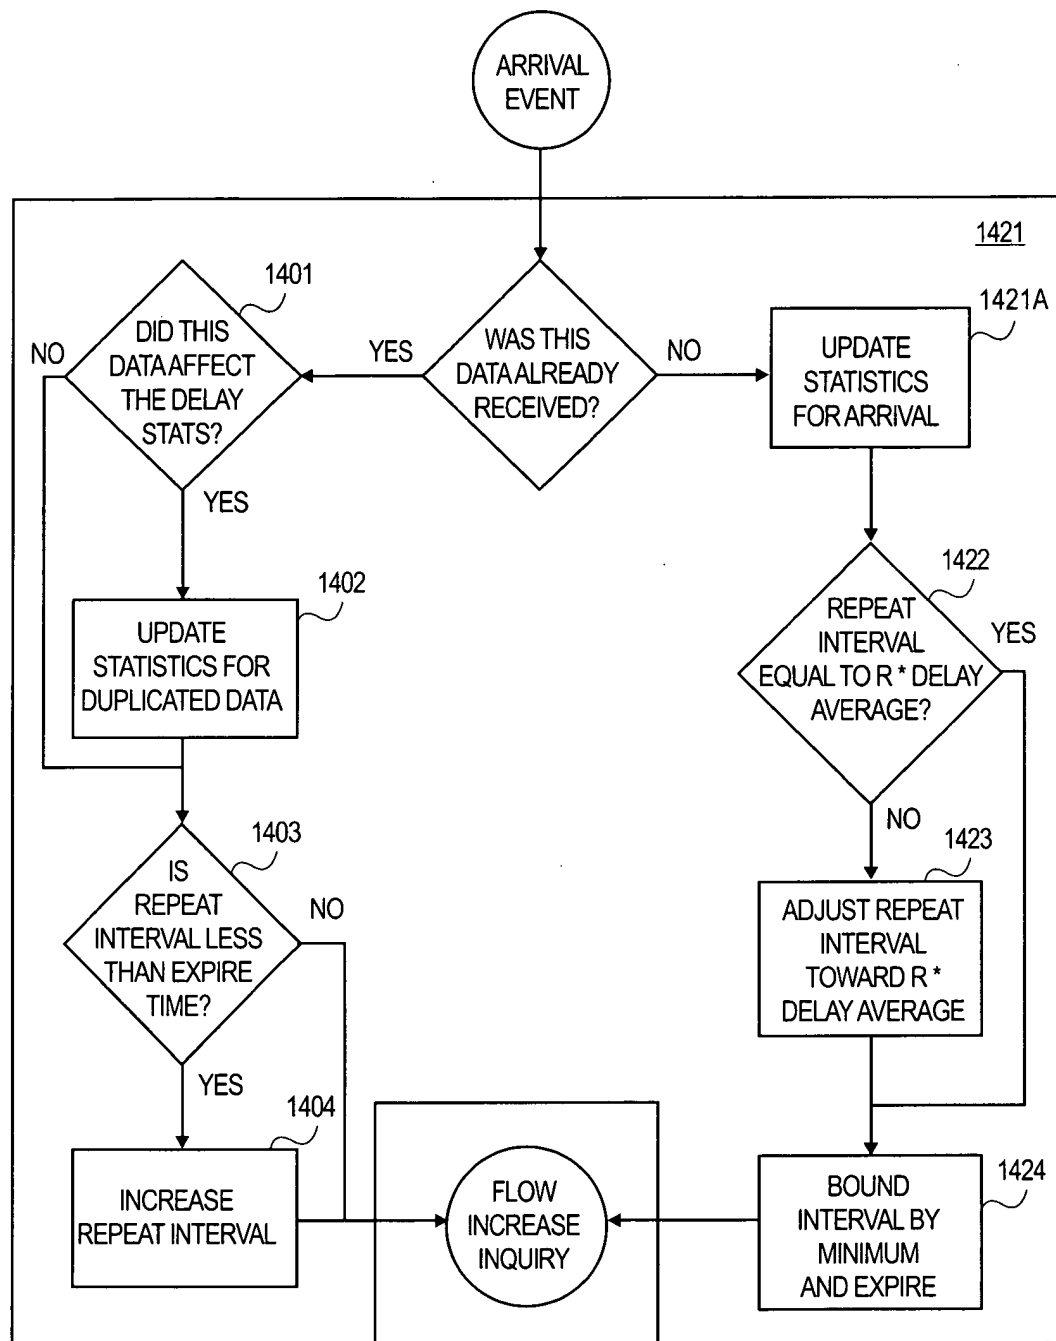 ARRIVAL
EVENT
1421
1401
DID THIS
DATA AFFECT
THE DELAY
STATS?
NO
YES
WAS THIS
DATA ALREADY
RECEIVED?
YES
NO
1421A
UPDATE
STATISTICS
FOR ARRIVAL
1402
UPDATE
STATISTICS FOR
DUPLICATED DATA
1422
REPEAT
INTERVAL
EQUAL TO R * DELAY
AVERAGE?
YES
NO
1403
IS
REPEAT
INTERVAL LESS
THAN EXPIRE
TIME?
NO
YES
1423
ADJUST REPEAT
INTERVAL
TOWARD R *
DELAY AVERAGE
1404
INCREASE
REPEAT INTERVAL
FLOW
INCREASE
INQUIRY
1424
BOUND
INTERVAL BY
MINIMUM
AND EXPIRE